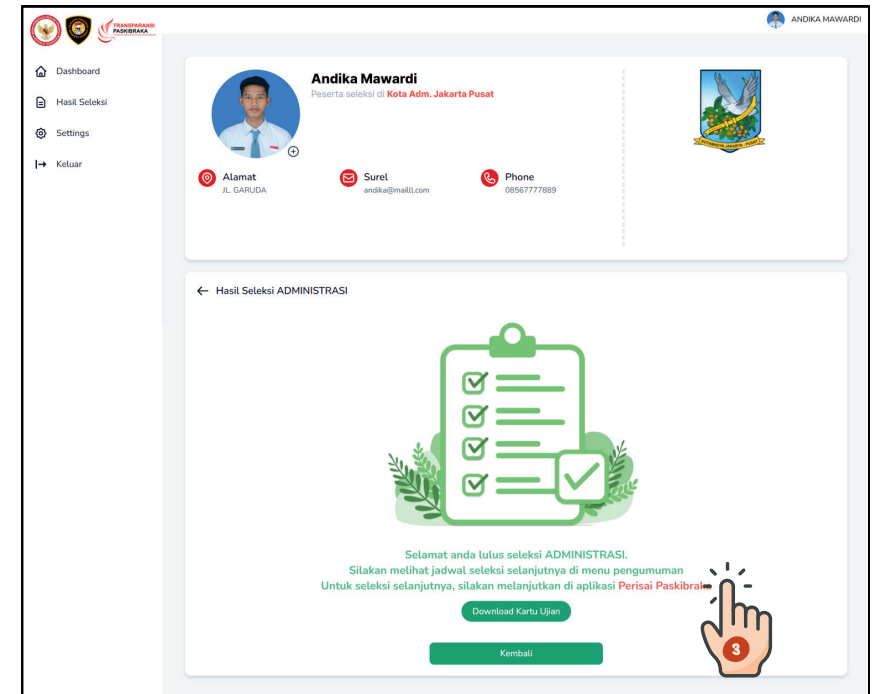 TRANSPARANSI
PASKIBRAKA
ANDIKA MAWARDI
Dashboard
Hasil Seleksi
Settings
Keluar
Andika Mawardi
Peserta seleksi di Kota Adm. Jakarta Pusat
Alamat
JL. GARUDA
Surel
andika@mailll.com
Phone
08567777889
KOTAMADYA JAKARTA PUSAT
Hasil Seleksi ADMINISTRASI
Selamat anda lulus seleksi ADMINISTRASI.
Silakan melihat jadwal seleksi selanjutnya di menu pengumuman
Untuk seleksi selanjutnya, silakan melanjutkan di aplikasi Perisai Paskibraka
Download Kartu Ujian
Kembali
3